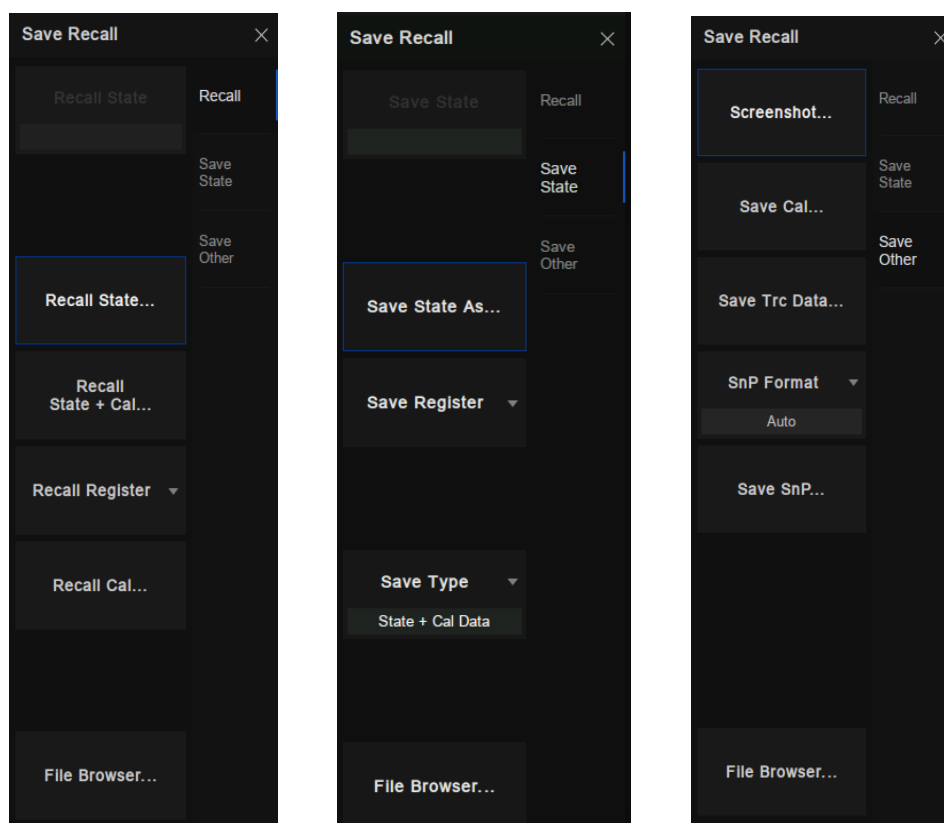 Save Recall
Recall State
Recall
Save
State
Save
Other
Recall State...
Recall
State + Cal...
Recall Register
Recall Cal...
File Browser...
Save Recall
Save State
Recall
Save
State
Save
Other
Save State As...
Save Register
Save Type
State + Cal Data
File Browser...
Save Recall
Screenshot...
Recall
Save
State
Save Cal...
Save
Other
Save Trc Data...
SnP Format
Auto
Save SnP...
File Browser...